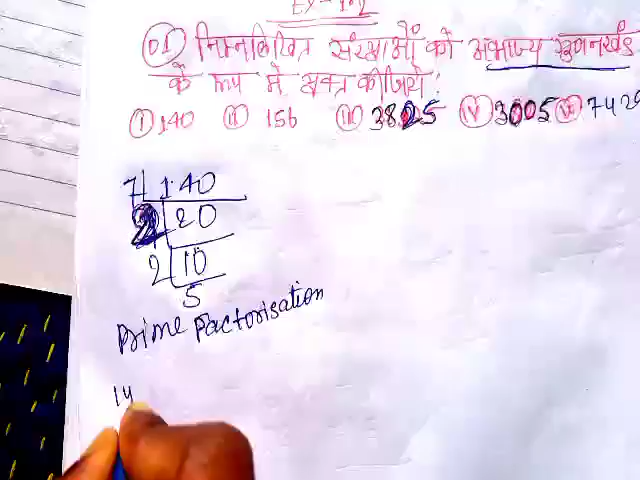 Ex - 1.2
01 निम्नलिखित संख्याओं को अभाज्य गुणनखंड
के रूप में व्यक्त कीजिये :
(I) 140 (II) 156 (III) 3825 (IV) 3005 7429
7 140
2 20
2 10
5
Prime Factorisation
14